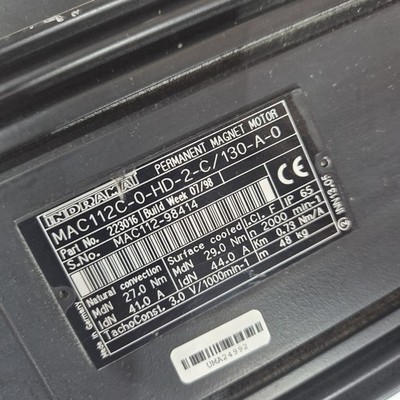 INDRAMAT PERMANENT MAGNET MOTOR
MAC112C-0-HD-2-C/130-A-0
Part No. 223016 Build Week 07/98
S.No. MAC112-98414
Natural convection Surface cooled I.Cl. F IP 65
MdN 27.0 Nm MdN 29.0 Nm n 2000 min-1
IdN 41.0 A IdN 44.0 A Km 0.73 Nm/A
TachoConst. 3.0 V/1000min-1 m 48 kg
Made in Germany
UMA24992